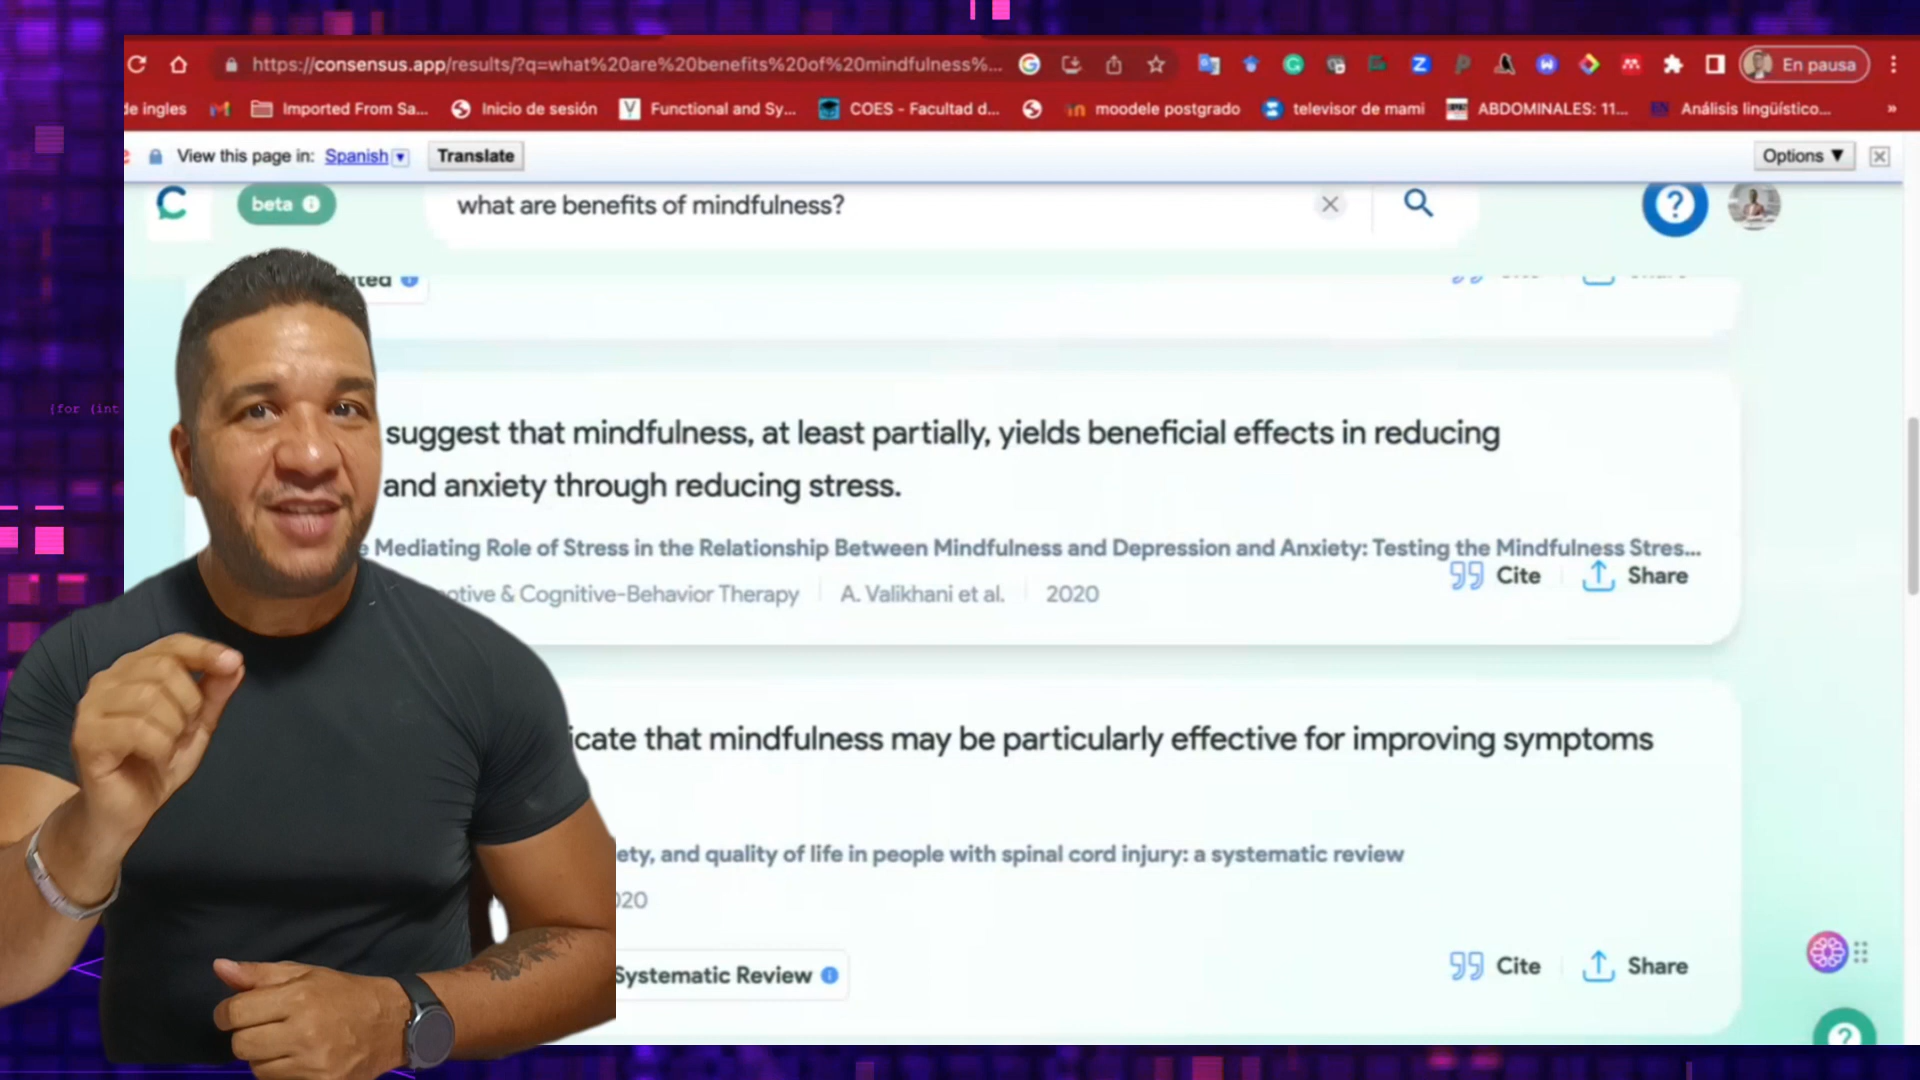 https://consensus.app/results/?q=what%20are%20benefits%20of%20mindfulness%...
En pausa
de ingles
Imported From Sa...
Inicio de sesión
Functional and Sy...
COES - Facultad d...
moodele postgrado
televisor de mami
ABDOMINALES: 11...
Análisis lingüístico...
»
View this page in: Spanish
Translate
Options ▼
beta
what are benefits of mindfulness?
{for (int
suggest that mindfulness, at least partially, yields beneficial effects in reducing
and anxiety through reducing stress.
e Mediating Role of Stress in the Relationship Between Mindfulness and Depression and Anxiety: Testing the Mindfulness Stres...
otive & Cognitive-Behavior Therapy
A. Valikhani et al.
2020
Cite
Share
icate that mindfulness may be particularly effective for improving symptoms
ety, and quality of life in people with spinal cord injury: a systematic review
020
Systematic Review
Cite
Share